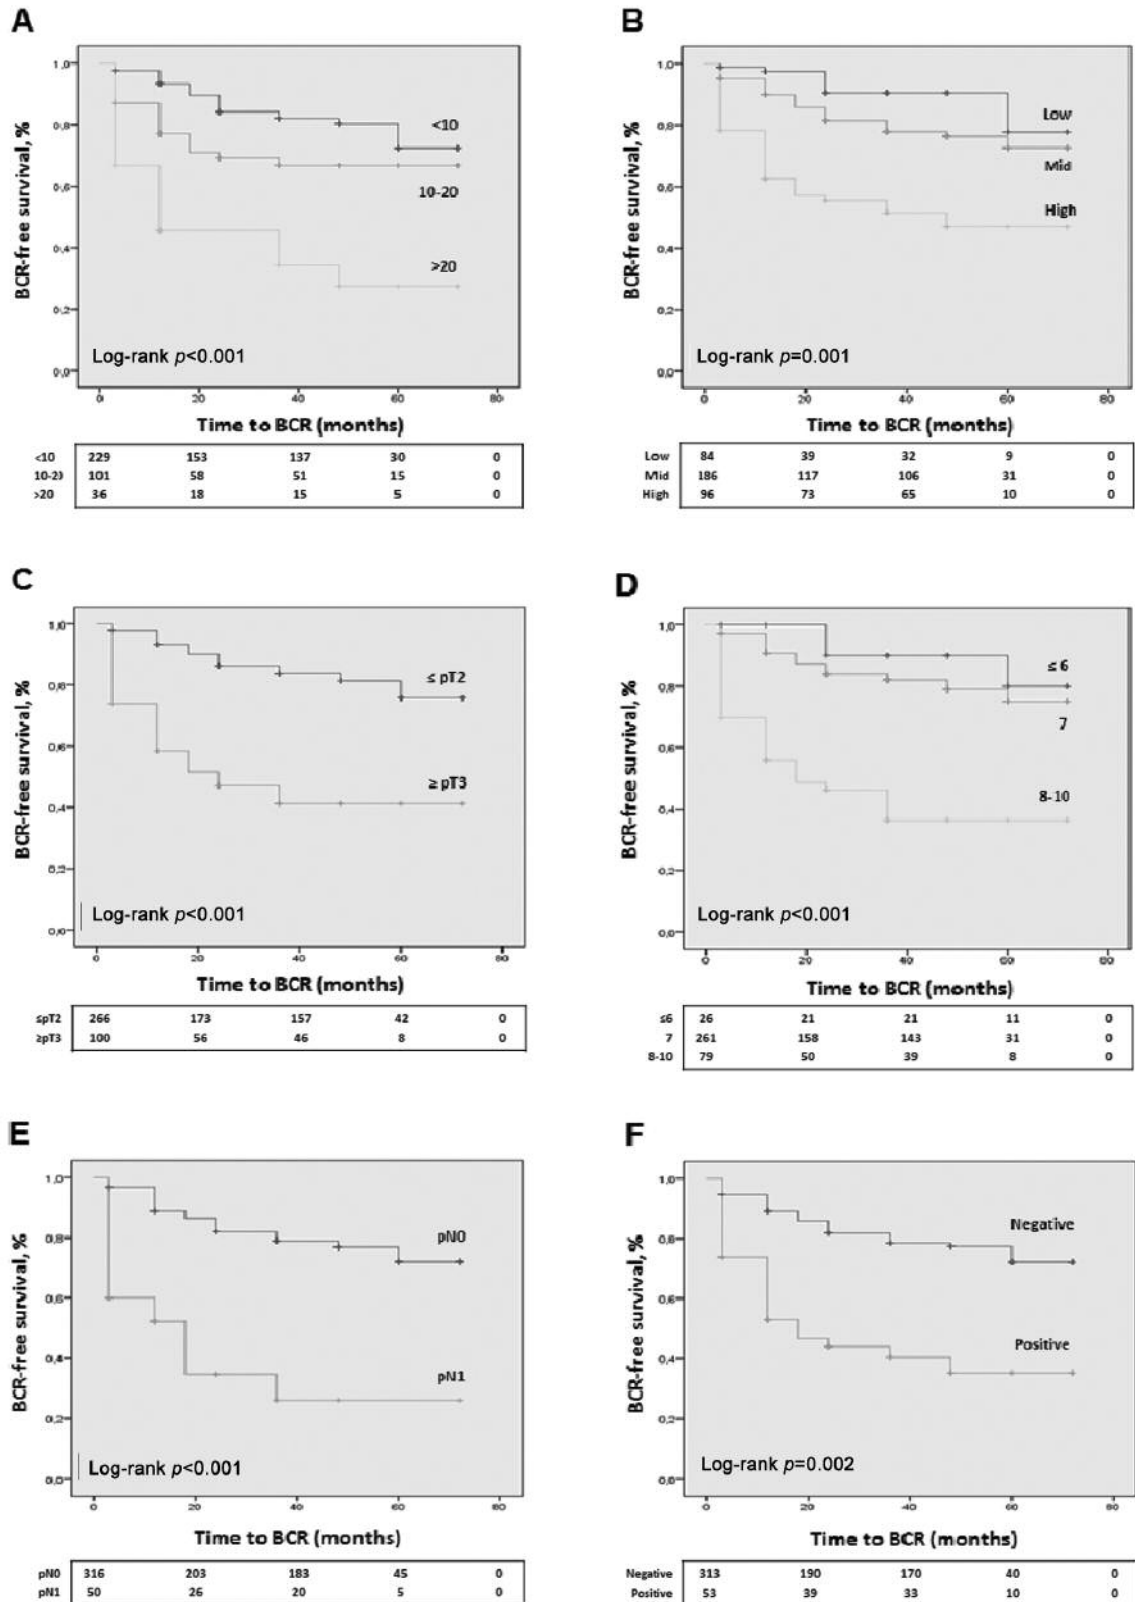 A
BCR-free survival, %
1,0
0,8
0,6
0,4
0,2
0,0
<10
10-20
>20
Log-rank p<0.001
0 20 40 60 80
Time to BCR (months)
<10 229 153 137 30 0
10-20 101 58 51 15 0
>20 36 18 15 5 0
B
BCR-free survival, %
1,0
0,8
0,6
0,4
0,2
0,0
Low
Mid
High
Log-rank p=0.001
0 20 40 60 80
Time to BCR (months)
Low 84 39 32 9 0
Mid 186 117 106 31 0
High 96 73 65 10 0
C
BCR-free survival, %
1,0
0,8
0,6
0,4
0,2
0,0
≤ pT2
≥ pT3
Log-rank p<0.001
0 20 40 60 80
Time to BCR (months)
≤pT2 266 173 157 42 0
≥pT3 100 56 46 8 0
D
BCR-free survival, %
1,0
0,8
0,6
0,4
0,2
0,0
≤ 6
7
8-10
Log-rank p<0.001
0 20 40 60 80
Time to BCR (months)
≤6 26 21 21 11 0
7 261 158 143 31 0
8-10 79 50 39 8 0
E
BCR-free survival, %
1,0
0,8
0,6
0,4
0,2
0,0
pN0
pN1
Log-rank p<0.001
0 20 40 60 80
Time to BCR (months)
pN0 316 203 183 45 0
pN1 50 26 20 5 0
F
BCR-free survival, %
1,0
0,8
0,6
0,4
0,2
0,0
Negative
Positive
Log-rank p=0.002
0 20 40 60 80
Time to BCR (months)
Negative 313 190 170 40 0
Positive 53 39 33 10 0